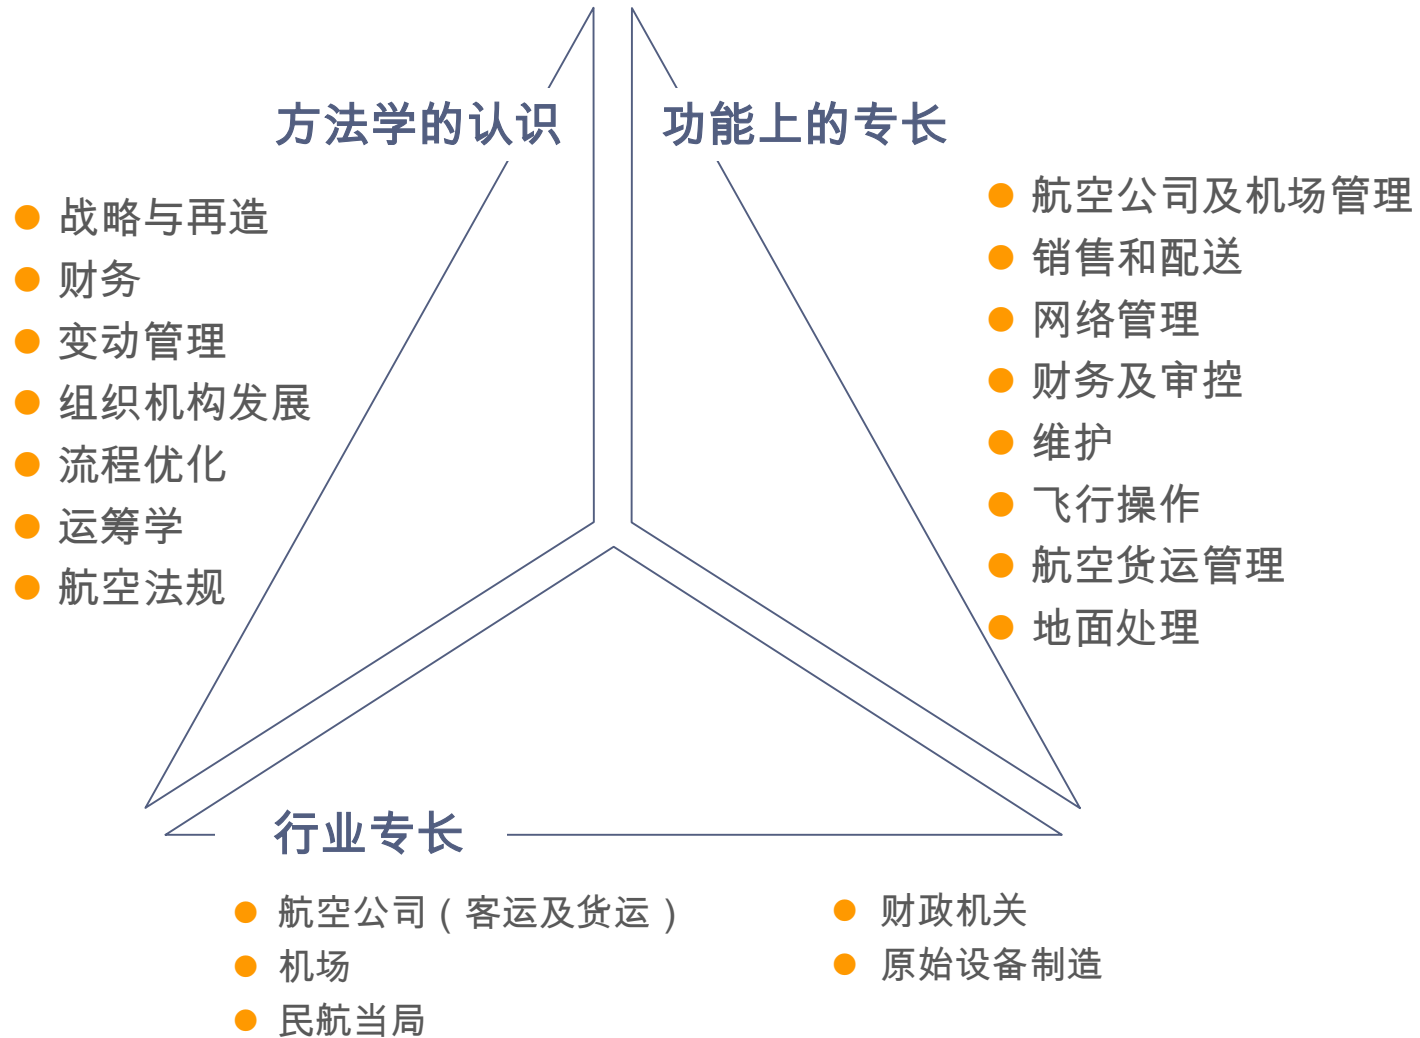 方法学的认识
战略与再造
财务
变动管理
组织机构发展
流程优化
运筹学
航空法规
功能上的专长
航空公司及机场管理
销售和配送
网络管理
财务及审控
维护
飞行操作
航空货运管理
地面处理
行业专长
航空公司（客运及货运）
机场
民航当局
财政机关
原始设备制造